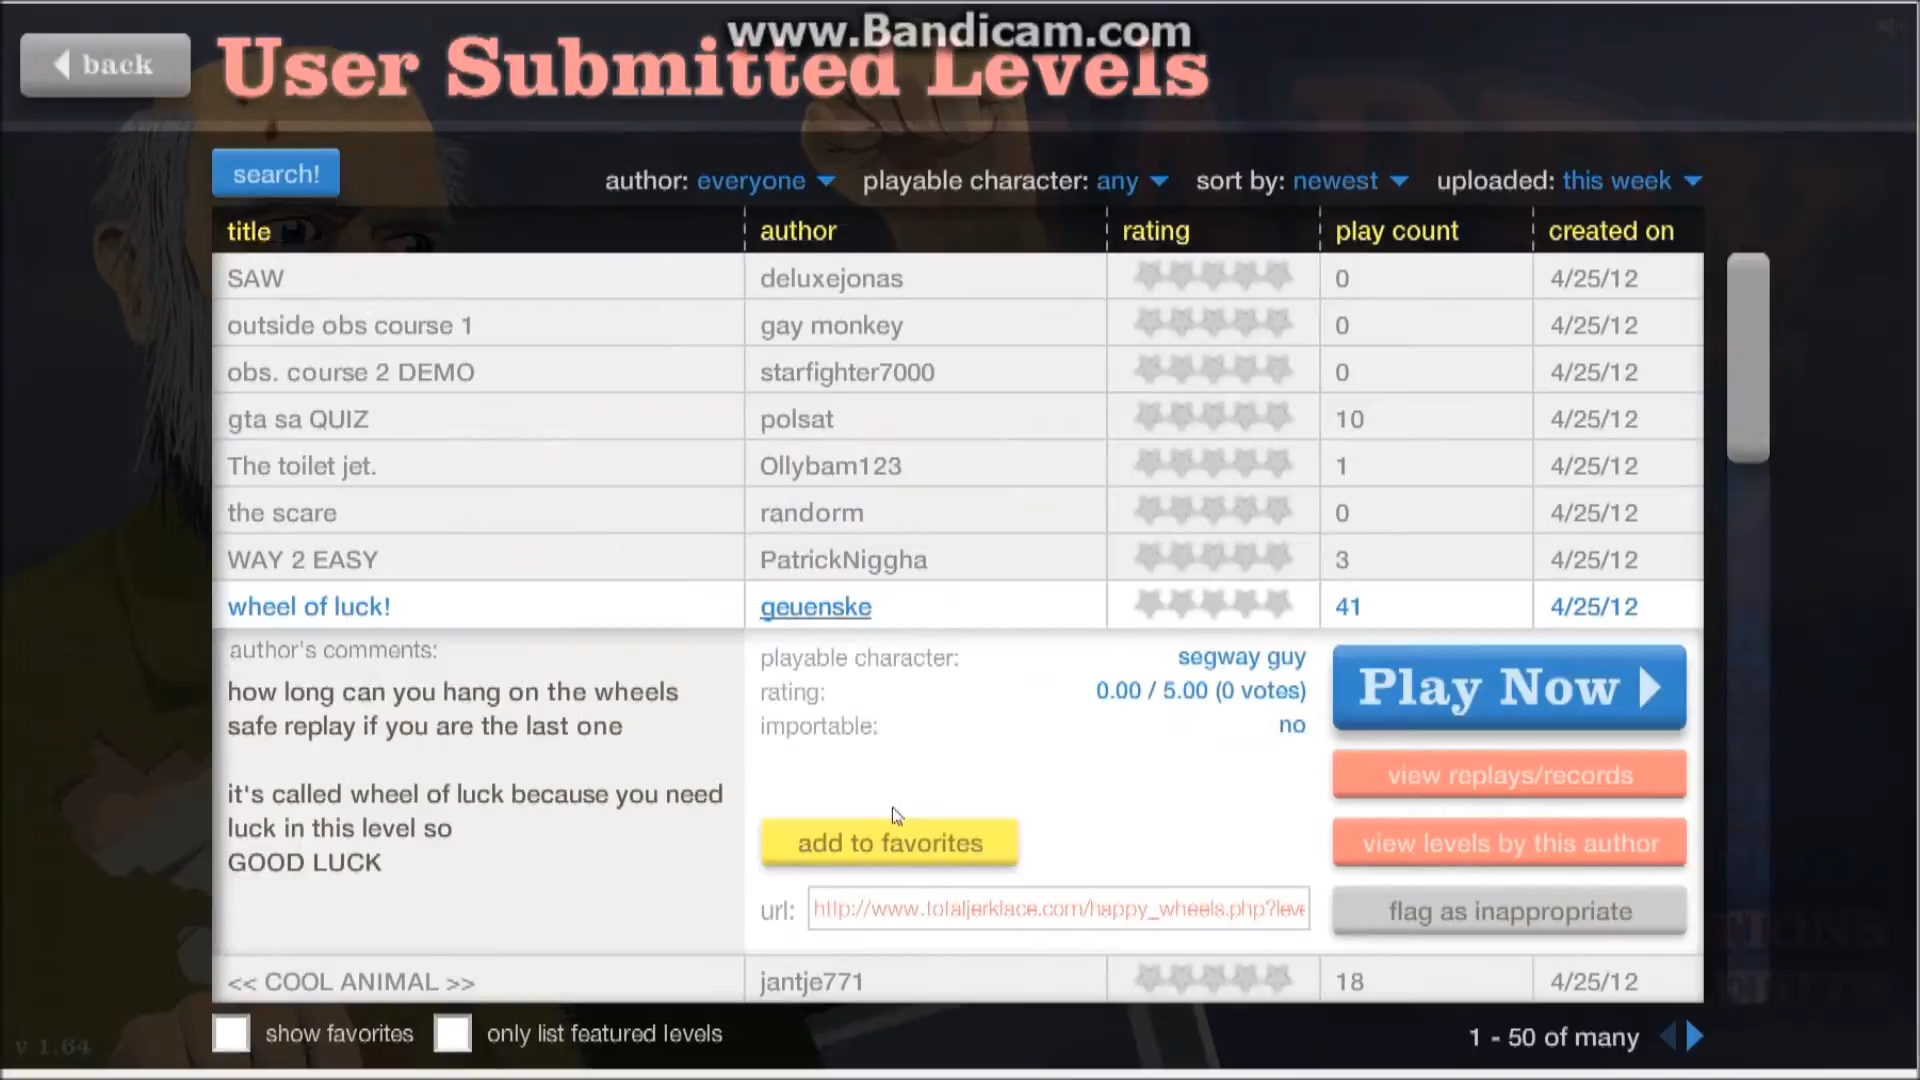 www.Bandicam.com
back
User Submitted Levels
search!
author: everyone playable character: any sort by: newest uploaded: this week
title author rating play count created on
SAW deluxejonas 0 4/25/12
outside obs course 1 gay monkey 0 4/25/12
obs. course 2 DEMO starfighter7000 0 4/25/12
gta sa QUIZ polsat 10 4/25/12
The toilet jet. Ollybam123 1 4/25/12
the scare randorm 0 4/25/12
WAY 2 EASY PatrickNiggha 3 4/25/12
wheel of luck! geuenske 41 4/25/12
author's comments:
how long can you hang on the wheels
safe replay if you are the last one
it's called wheel of luck because you need
luck in this level so
GOOD LUCK
playable character: segway guy
rating: 0.00 / 5.00 (0 votes)
importable: no
add to favorites
url: http://www.totaljerkface.com/happy_wheels.php?leve
Play Now
view replays/records
view levels by this author
flag as inappropriate
<< COOL ANIMAL >> jantje771 18 4/25/12
show favorites only list featured levels
1 - 50 of many
v 1.64